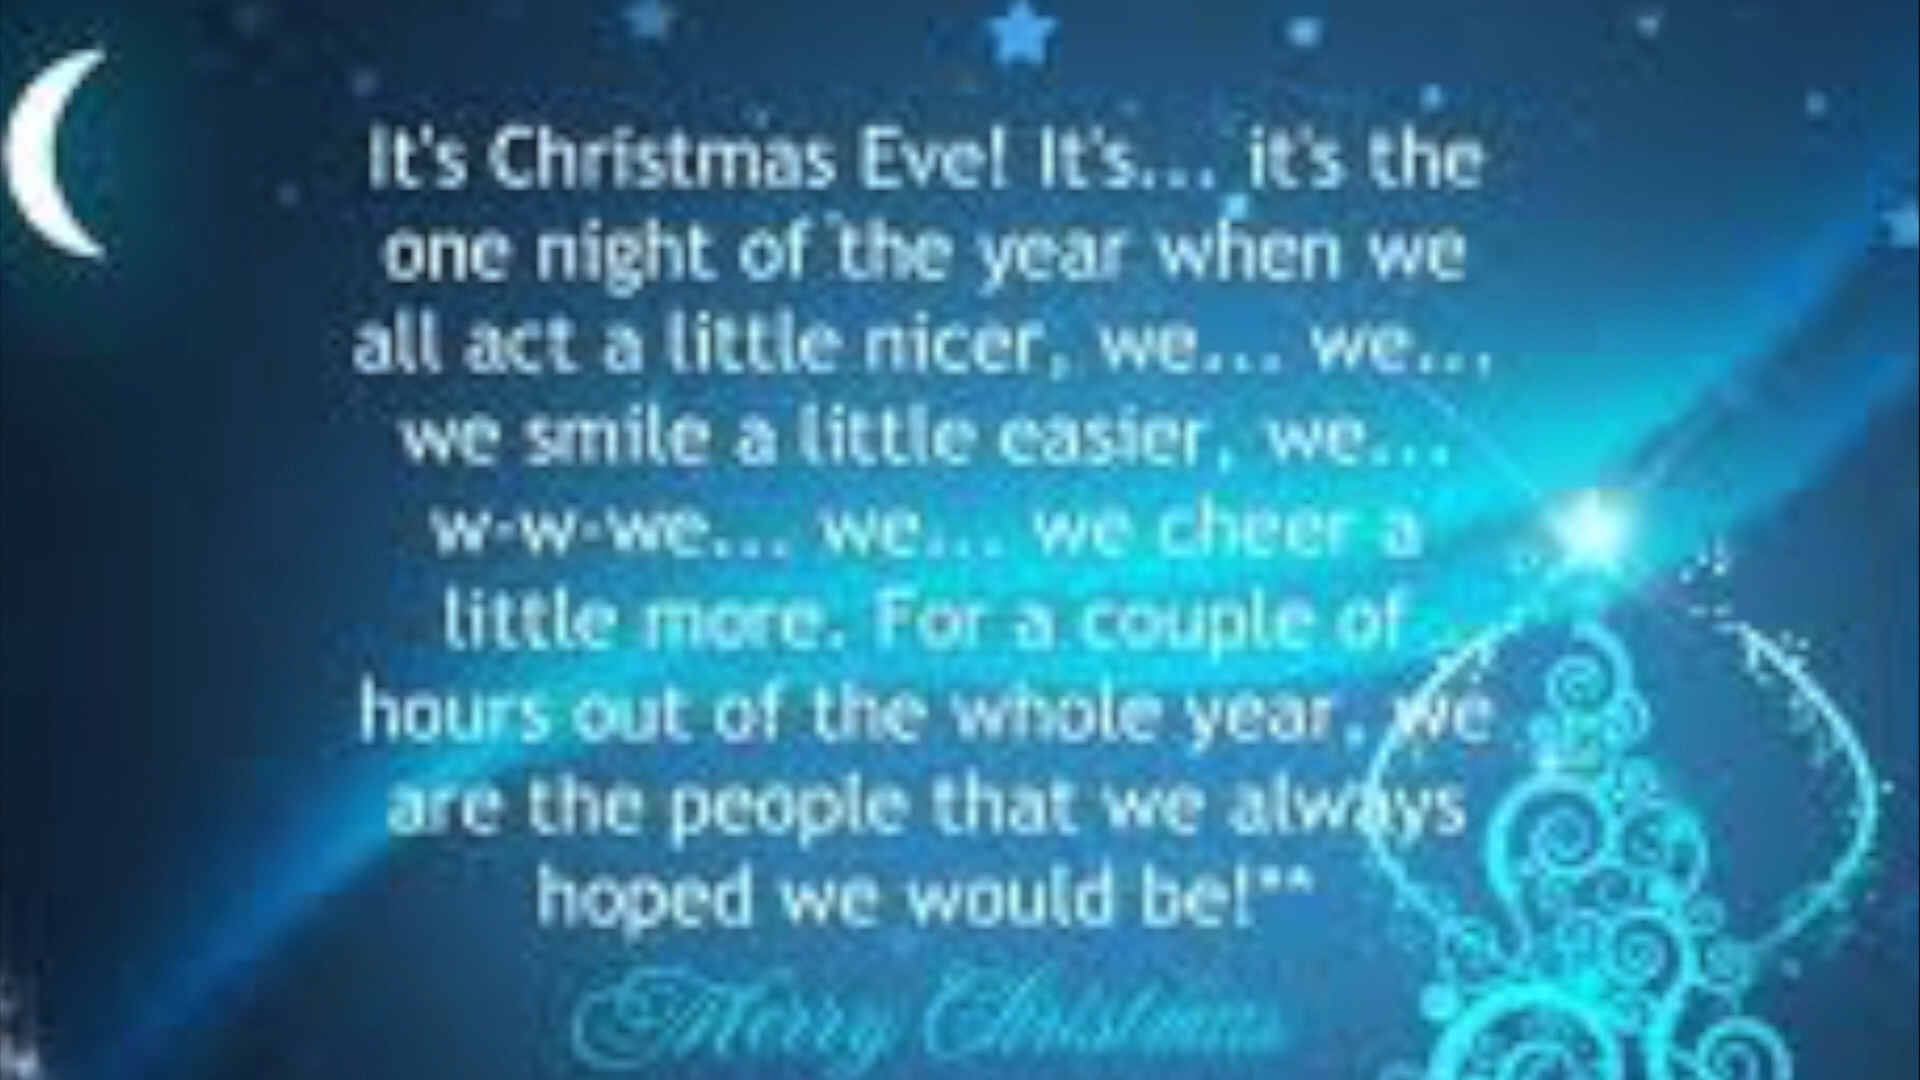 It's Christmas Eve! It's... it's the
one night of the year when we
all act a little nicer, we... we...
we smile a little easier, we...
w-w-we... we... we cheer a
little more. For a couple of
hours out of the whole year, we
are the people that we always
hoped we would be!""
Merry Christmas